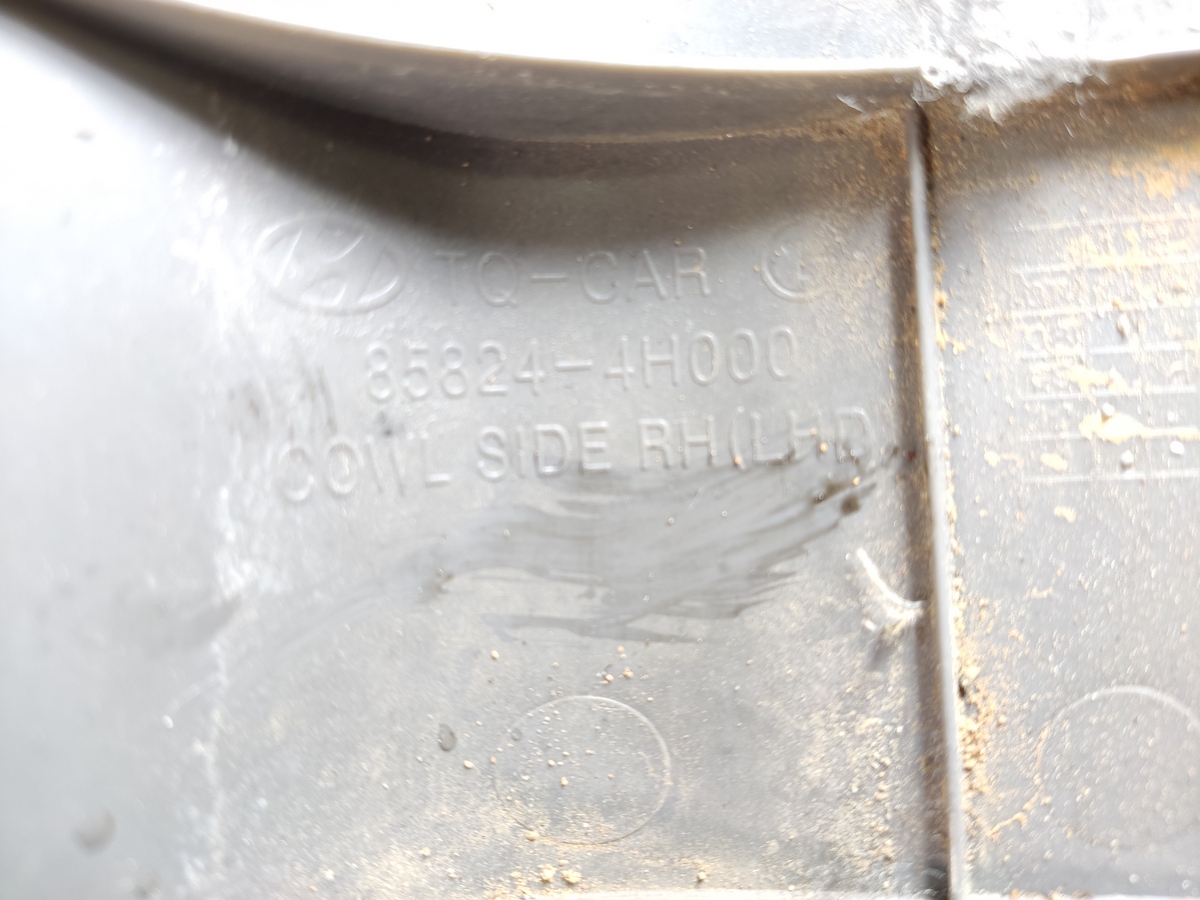 TQ-CAR
85824-4H000
COWL SIDE RH(LHD)